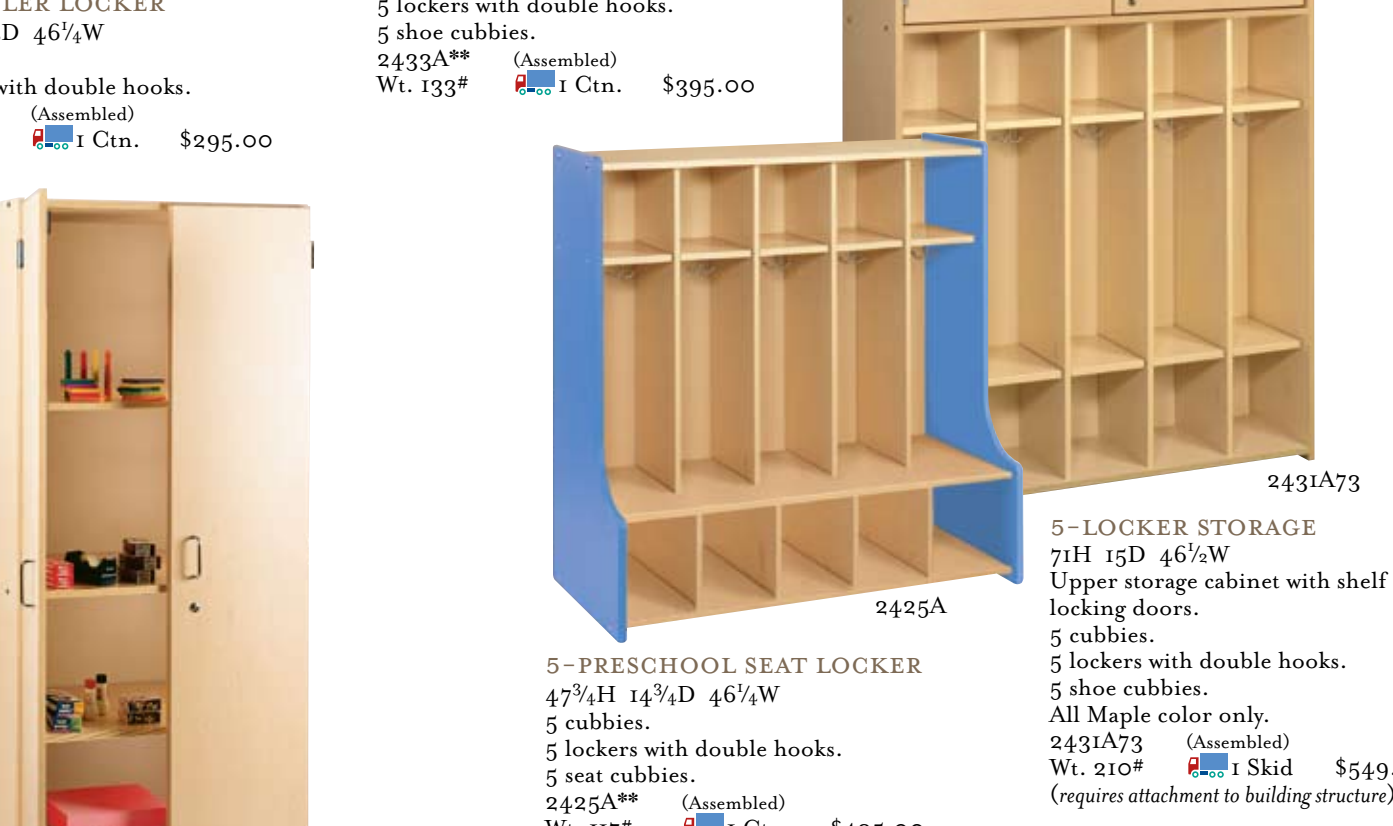 LER LOCKER
D 46¼W
with double hooks.
(Assembled)
1 Ctn. $295.00
5 lockers with double hooks.
5 shoe cubbies.
2433A** (Assembled)
Wt. 133# 1 Ctn. $395.00
2425A
5-PRESCHOOL SEAT LOCKER
47¾H 14¾D 46¼W
5 cubbies.
5 lockers with double hooks.
5 seat cubbies.
2425A** (Assembled)
Wt. 117#
2431A73
5-LOCKER STORAGE
71H 15D 46½W
Upper storage cabinet with shelf
locking doors.
5 cubbies.
5 lockers with double hooks.
5 shoe cubbies.
All Maple color only.
2431A73 (Assembled)
Wt. 210# 1 Skid $549.
(requires attachment to building structure)